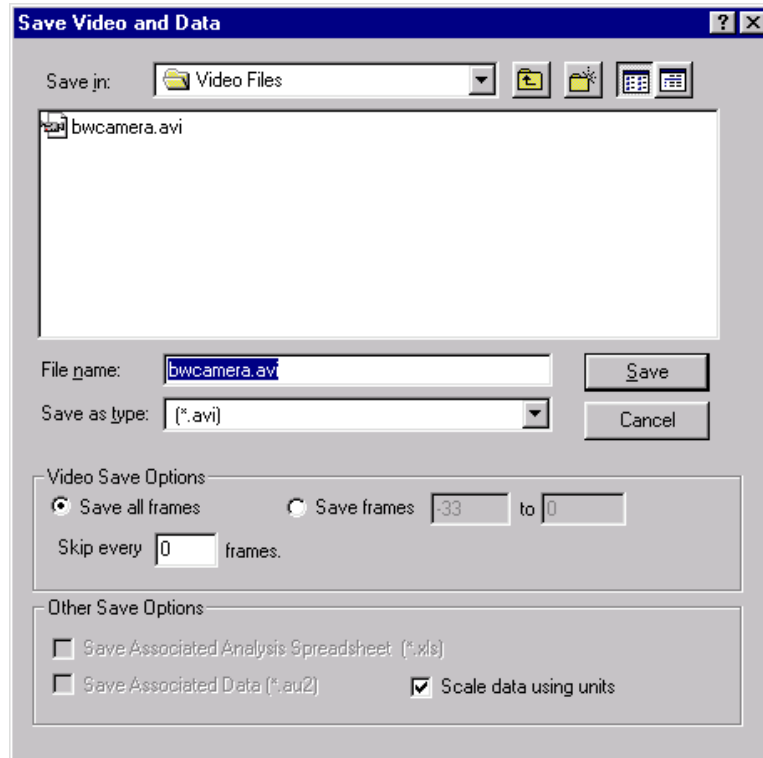 Save Video and Data
Save in: Video Files
bwcamera.avi
File name: bwcamera.avi Save
Save as type: (*.avi) Cancel
Video Save Options
Save all frames Save frames -33 to 0
Skip every 0 frames.
Other Save Options
Save Associated Analysis Spreadsheet (*.xls)
Save Associated Data (*.au2) Scale data using units